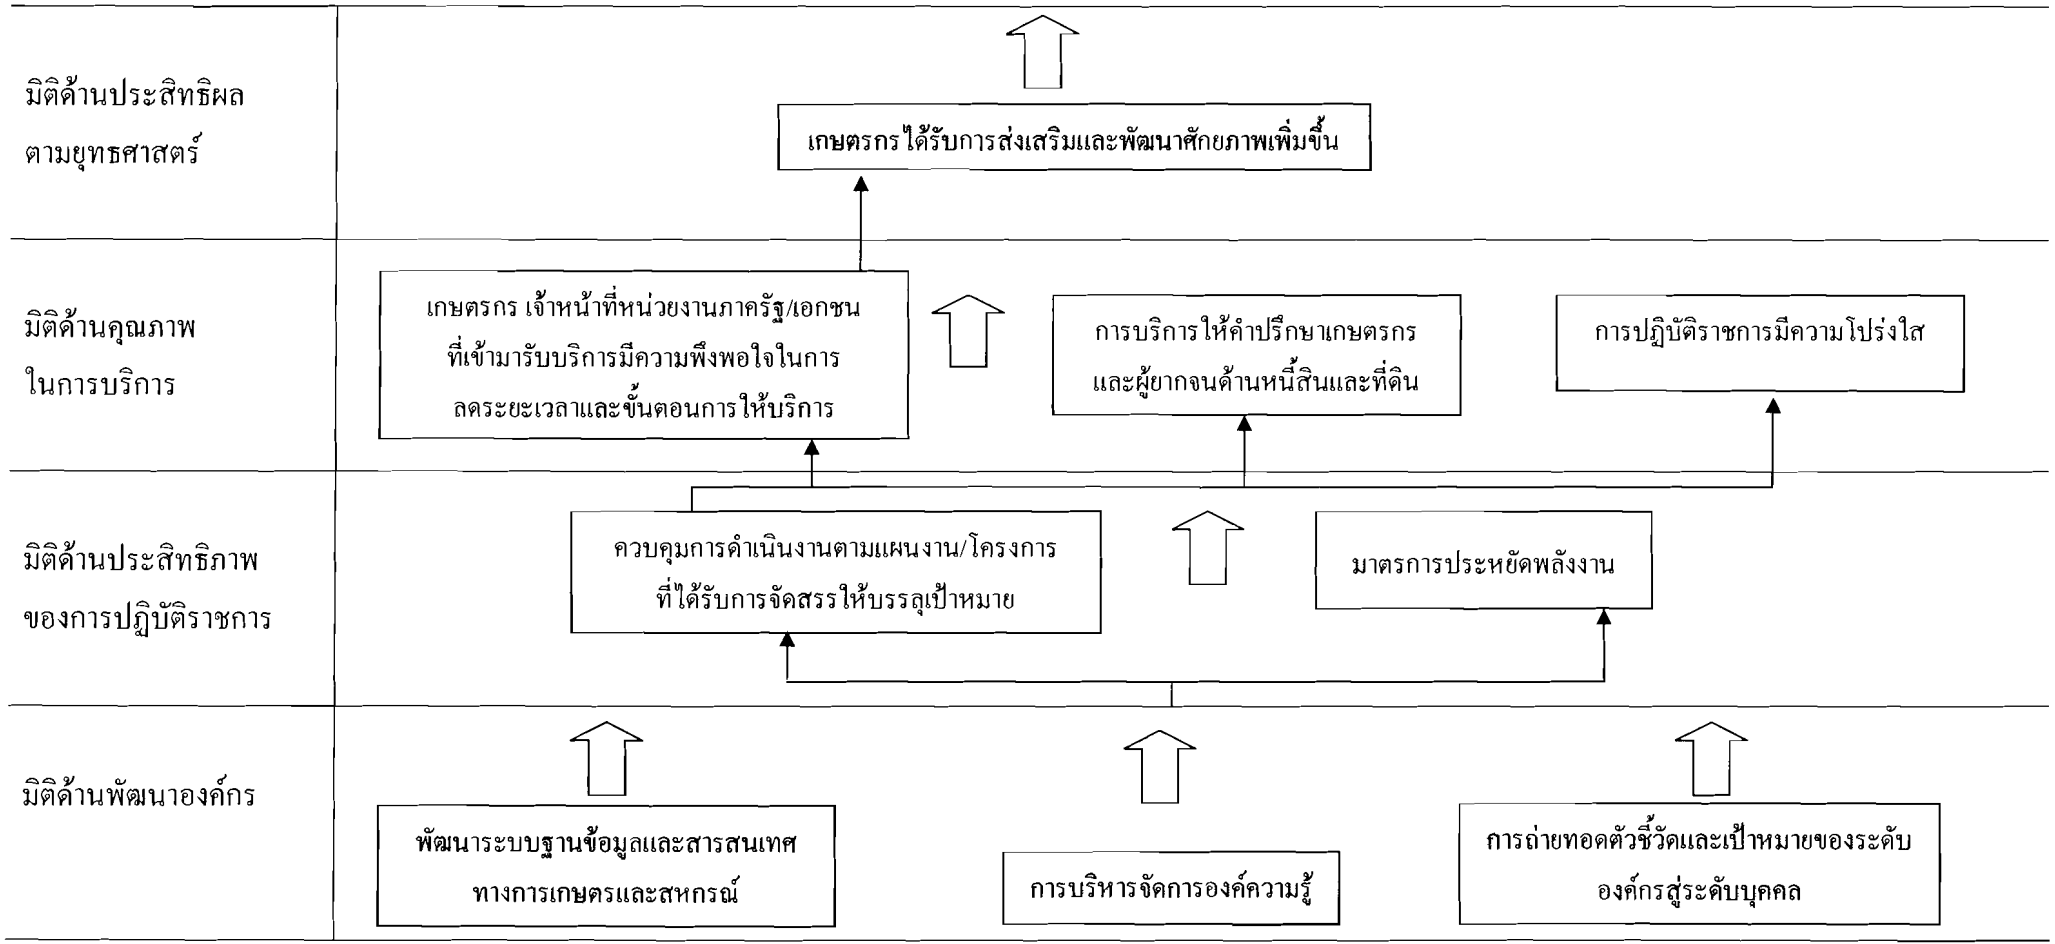 มิติด้านประสิทธิผล
ตามยุทธศาสตร์
เกษตรกรได้รับการส่งเสริมและพัฒนาศักยภาพเพิ่มขึ้น
มิติด้านคุณภาพ
ในการบริการ
เกษตรกร เจ้าหน้าที่หน่วยงานภาครัฐ/เอกชน
ที่เข้ามารับบริการมีความพึงพอใจในการ
ลดระยะเวลาและขั้นตอนการให้บริการ
การบริการให้คำปรึกษาเกษตรกร
และผู้ยากจนด้านหนี้สินและที่ดิน
การปฏิบัติราชการมีความโปร่งใส
มิติด้านประสิทธิภาพ
ของการปฏิบัติราชการ
ควบคุมการดำเนินงานตามแผนงาน/โครงการ
ที่ได้รับการจัดสรรให้บรรลุเป้าหมาย
มาตรการประหยัดพลังงาน
มิติด้านพัฒนาองค์กร
พัฒนาระบบฐานข้อมูลและสารสนเทศ
ทางการเกษตรและสหกรณ์
การบริหารจัดการองค์ความรู้
การถ่ายทอดตัวชี้วัดและเป้าหมายของระดับ
องค์กรสู่ระดับบุคคล